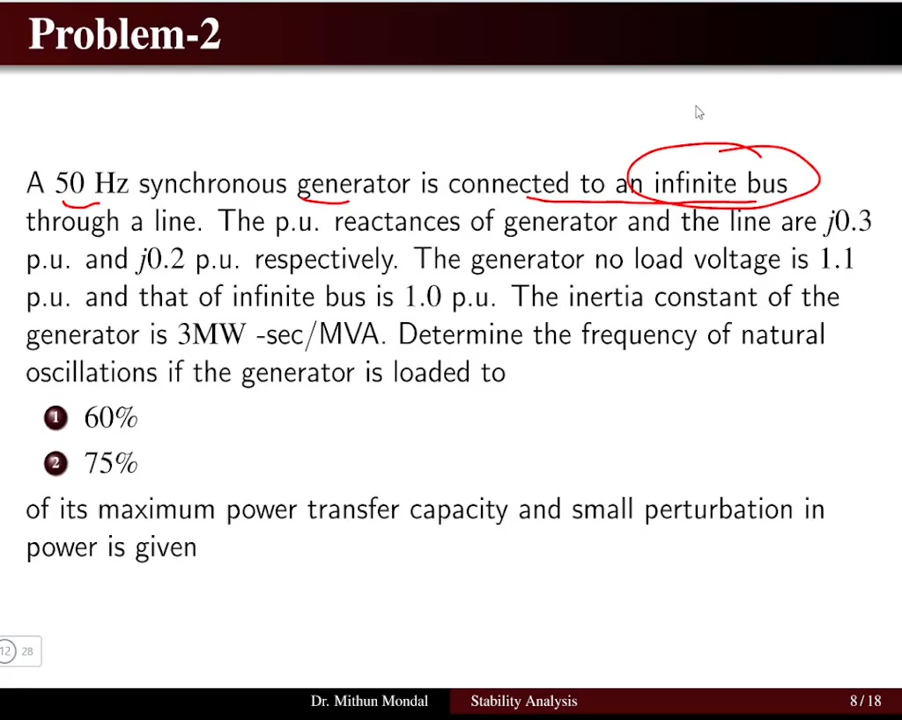 Problem-2
A 50 Hz synchronous generator is connected to an infinite bus
through a line. The p.u. reactances of generator and the line are j0.3
p.u. and j0.2 p.u. respectively. The generator no load voltage is 1.1
p.u. and that of infinite bus is 1.0 p.u. The inertia constant of the
generator is 3MW -sec/MVA. Determine the frequency of natural
oscillations if the generator is loaded to
1 60%
2 75%
of its maximum power transfer capacity and small perturbation in
power is given
12 28
Dr. Mithun Mondal Stability Analysis 8 / 18